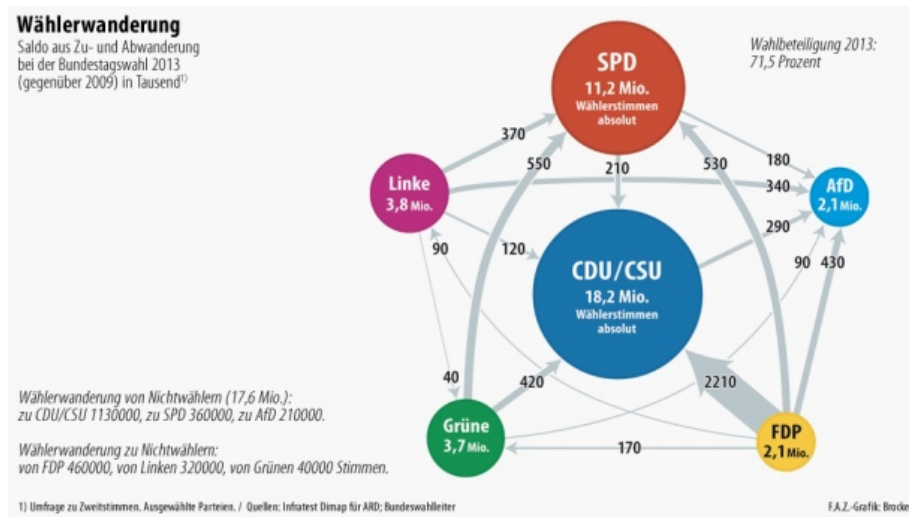 Wählerwanderung
Saldo aus Zu- und Abwanderung
bei der Bundestagswahl 2013
(gegenüber 2009) in Tausend¹⁾
Wahlbeteiligung 2013:
71,5 Prozent
SPD
11,2 Mio.
Wählerstimmen
absolut
370
550
210
530
180
340
Linke
3,8 Mio.
AfD
2,1 Mio.
290
90
120
90
430
CDU/CSU
18,2 Mio.
Wählerstimmen
absolut
40
420
2210
Grüne
3,7 Mio.
170
FDP
2,1 Mio.
Wählerwanderung von Nichtwählern (17,6 Mio.):
zu CDU/CSU 1130000, zu SPD 360000, zu AfD 210000.
Wählerwanderung zu Nichtwählern:
von FDP 460000, von Linken 320000, von Grünen 40000 Stimmen.
1) Umfrage zu Zweitstimmen. Ausgewählte Parteien. / Quellen: Infratest Dimap für ARD; Bundeswahlleiter
F.A.Z.-Grafik: Brocke